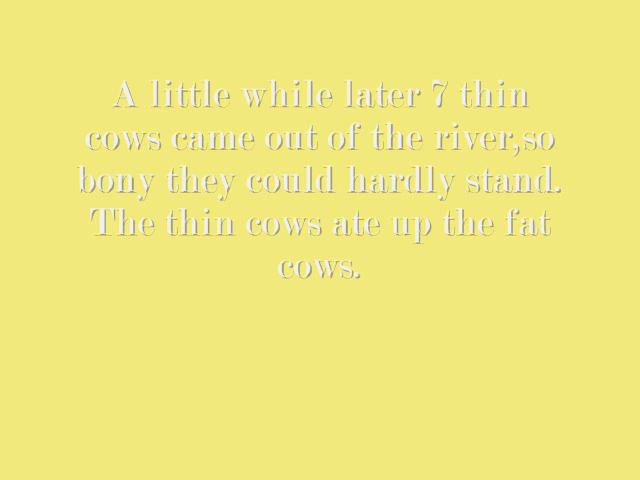 A little while later 7 thin
cows came out of the river,so
bony they could hardly stand.
The thin cows ate up the fat
cows.